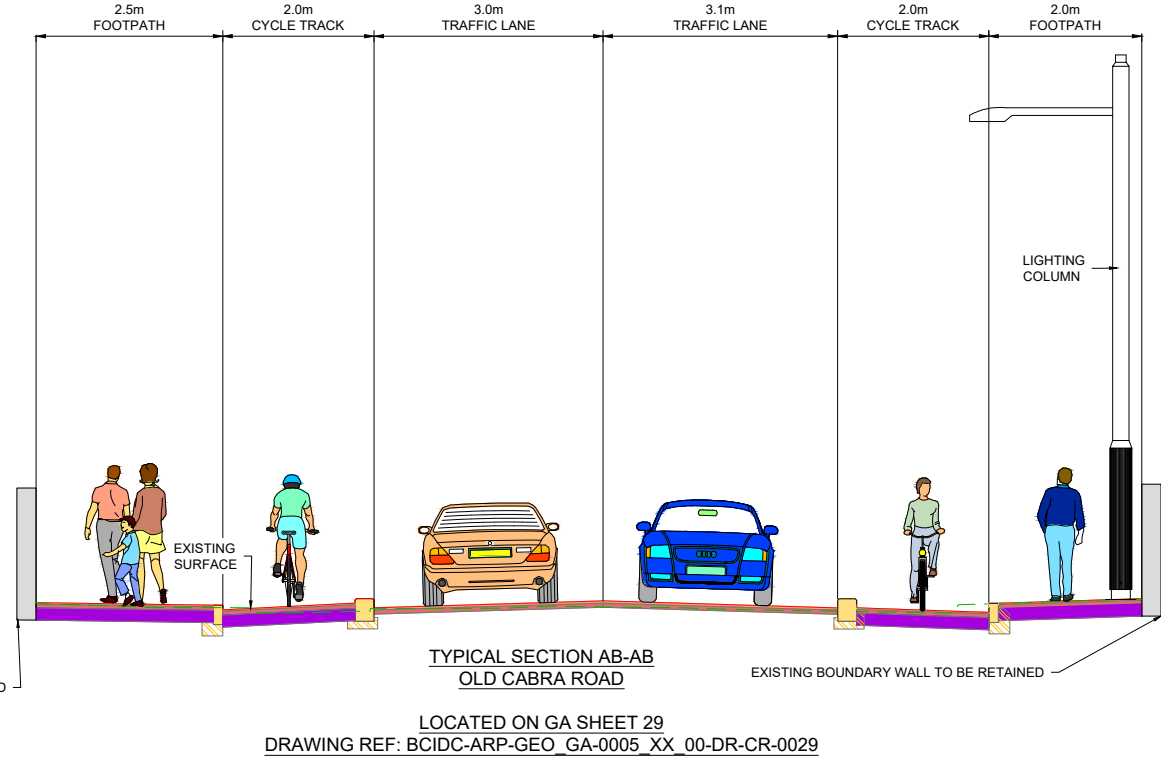 2.5m
FOOTPATH
2.0m
CYCLE TRACK
3.0m
TRAFFIC LANE
3.1m
TRAFFIC LANE
2.0m
CYCLE TRACK
2.0m
FOOTPATH
LIGHTING
COLUMN
EXISTING
SURFACE
D
EXISTING BOUNDARY WALL TO BE RETAINED
TYPICAL SECTION AB-AB
OLD CABRA ROAD
LOCATED ON GA SHEET 29
DRAWING REF: BCIDC-ARP-GEO_GA-0005_XX_00-DR-CR-0029